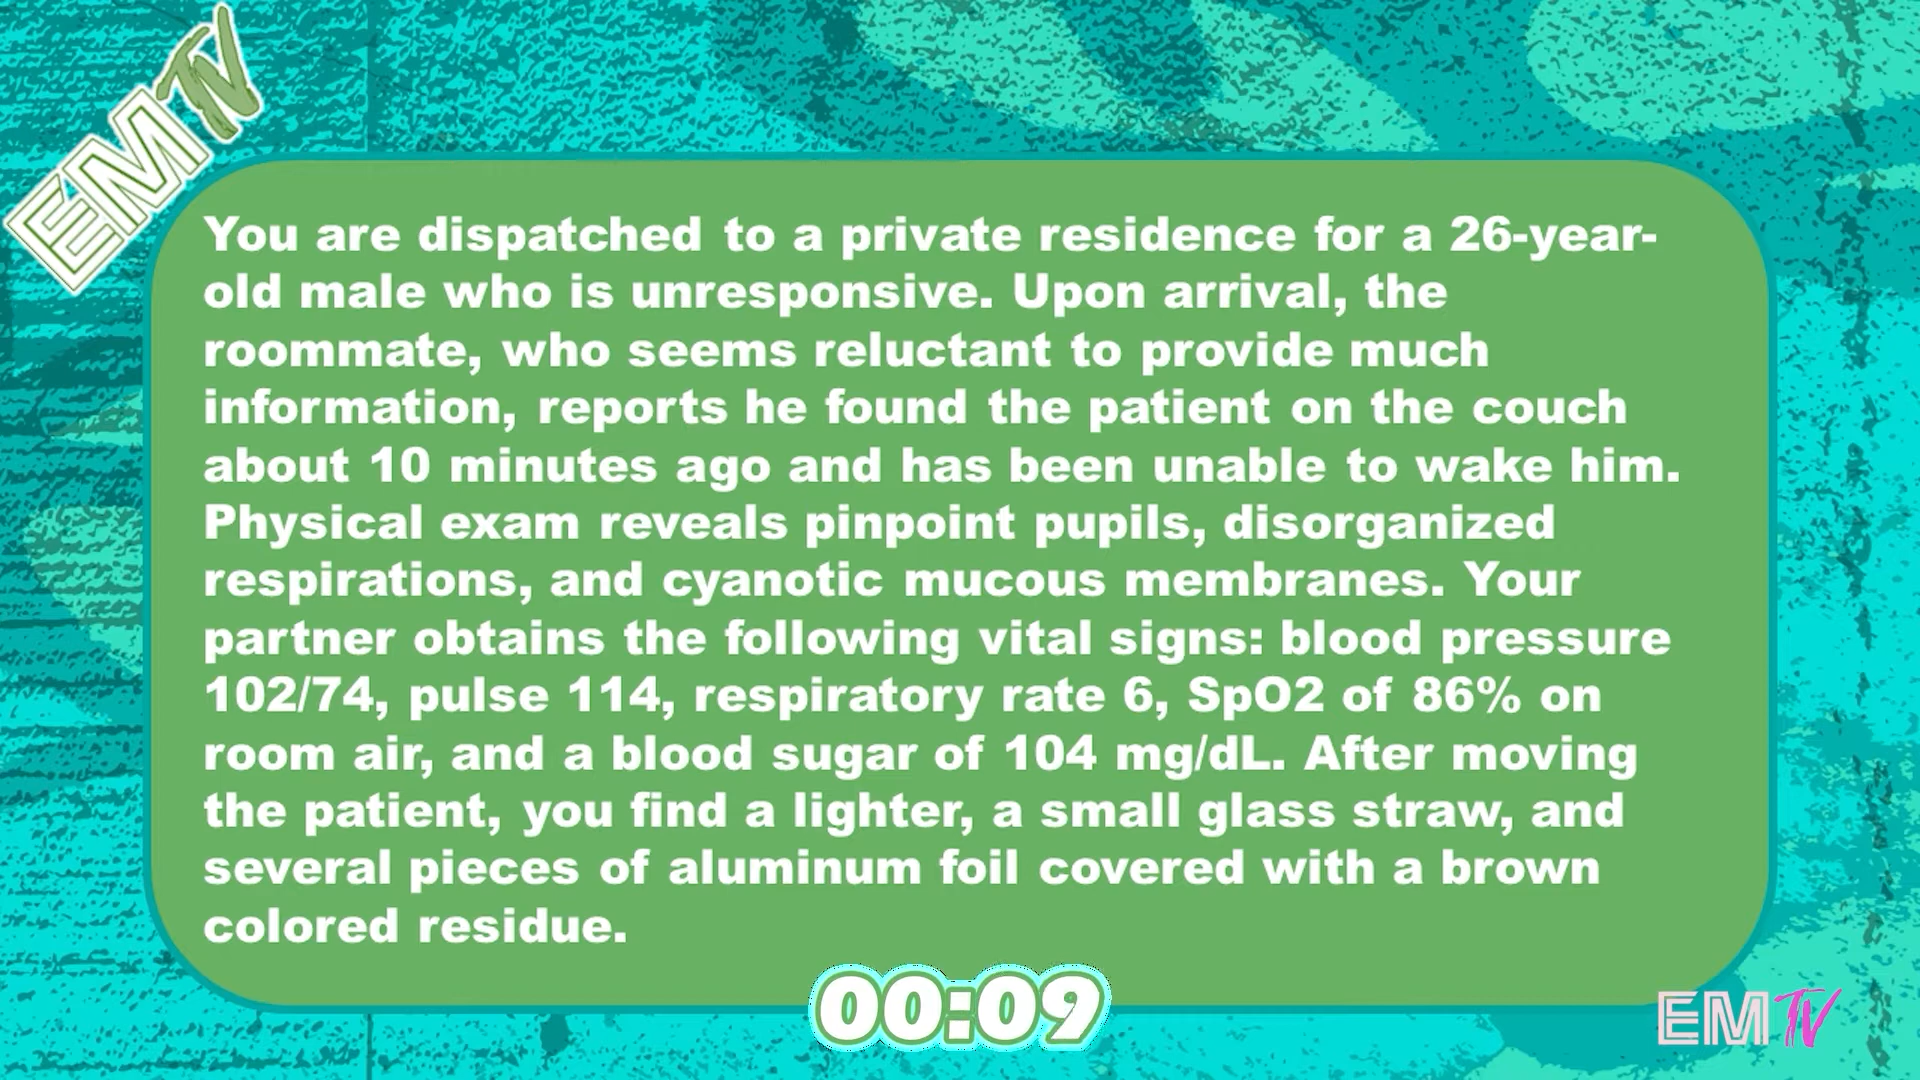 EMTV
You are dispatched to a private residence for a 26-year-
old male who is unresponsive. Upon arrival, the
roommate, who seems reluctant to provide much
information, reports he found the patient on the couch
about 10 minutes ago and has been unable to wake him.
Physical exam reveals pinpoint pupils, disorganized
respirations, and cyanotic mucous membranes. Your
partner obtains the following vital signs: blood pressure
102/74, pulse 114, respiratory rate 6, SpO2 of 86% on
room air, and a blood sugar of 104 mg/dL. After moving
the patient, you find a lighter, a small glass straw, and
several pieces of aluminum foil covered with a brown
colored residue.
00:09
EMTV